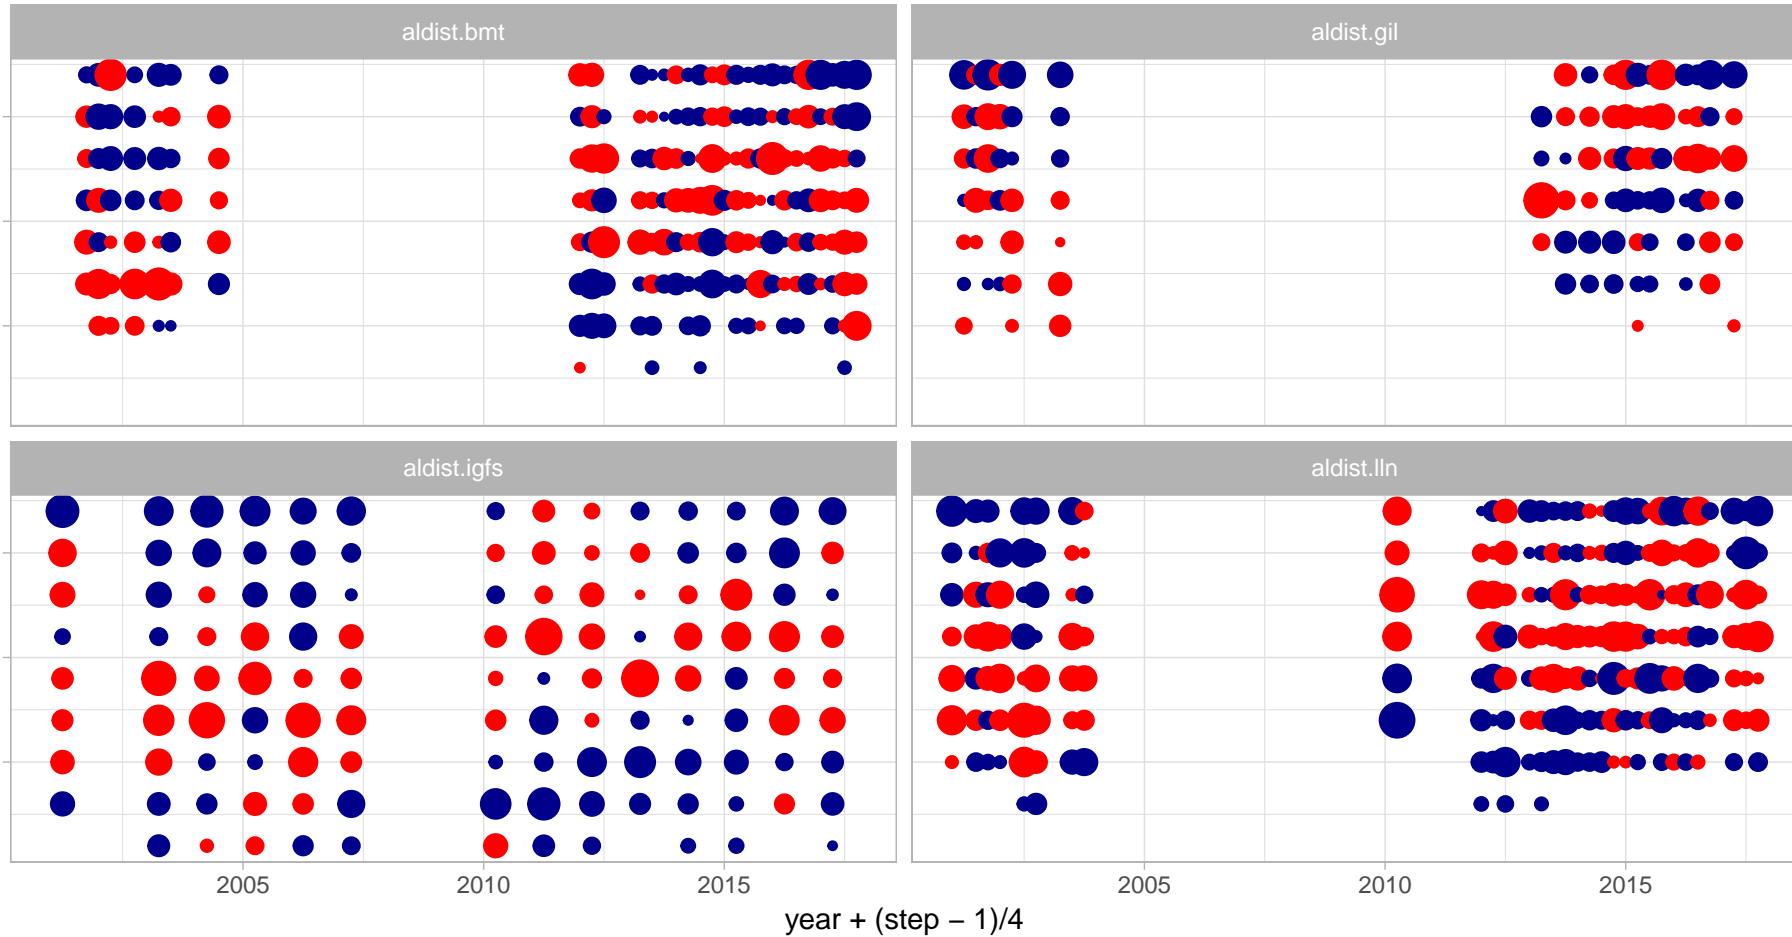 aldist.bmt
aldist.gil
aldist.igfs
aldist.lln
2005 2010 2015
2005 2010 2015
year + (step − 1)/4